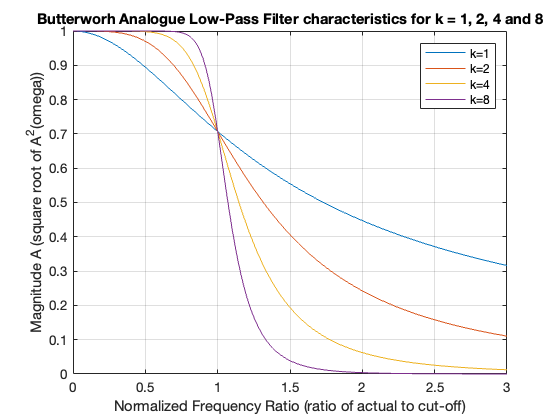 Butterworh Analogue Low-Pass Filter characteristics for k = 1, 2, 4 and 8
1
0.9
0.8
0.7
0.6
0.5
0.4
0.3
0.2
0.1
0
Magnitude A (square root of A^2(omega))
k=1
k=2
k=4
k=8
0 0.5 1 1.5 2 2.5 3
Normalized Frequency Ratio (ratio of actual to cut-off)